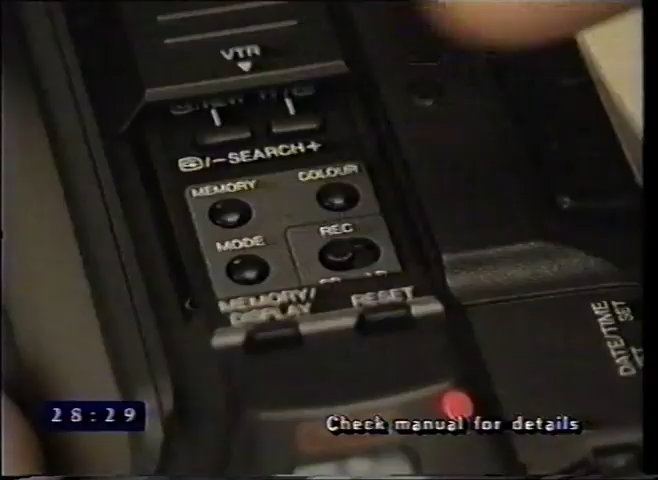 VTR
/-SEARCH+
MEMORY
COLOUR
MODE
REC
MEMORY/
DISPLAY
RESET
DATE/TIME
SET
28:29
Check manual for details